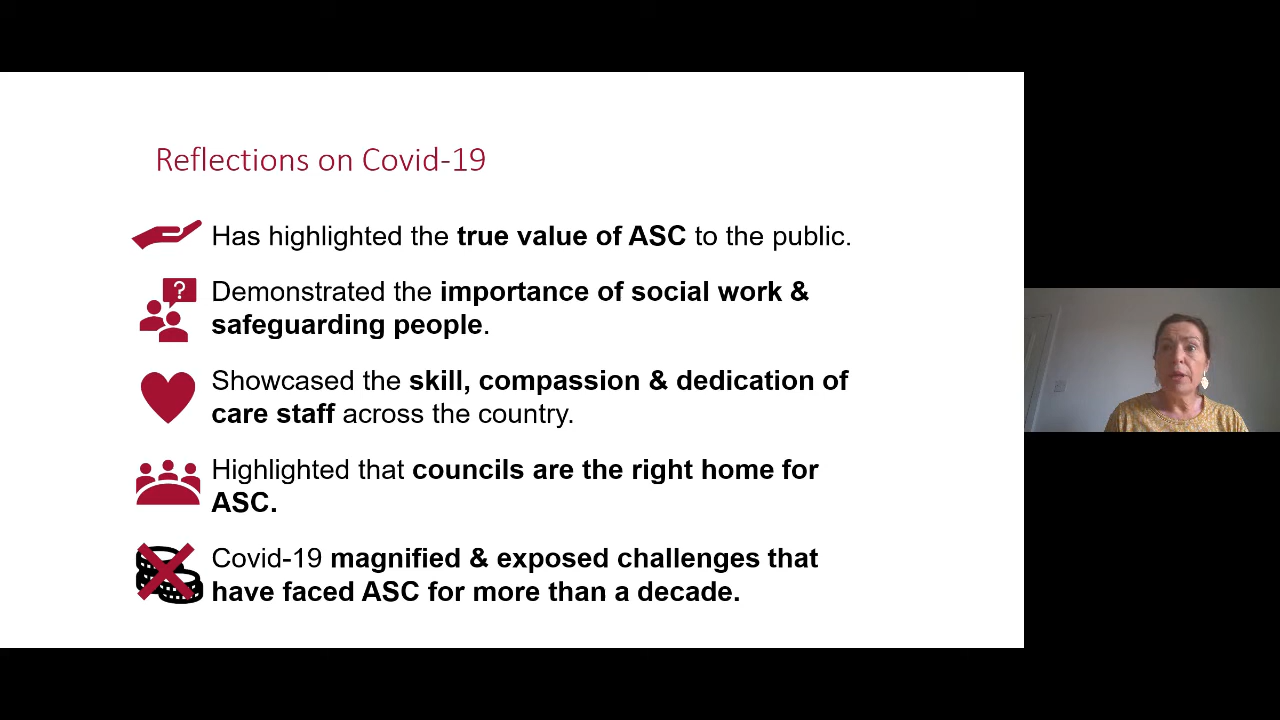 Reflections on Covid-19
Has highlighted the true value of ASC to the public.
?
Demonstrated the importance of social work &
safeguarding people.
Showcased the skill, compassion & dedication of
care staff across the country.
Highlighted that councils are the right home for
ASC.
Covid-19 magnified & exposed challenges that
have faced ASC for more than a decade.